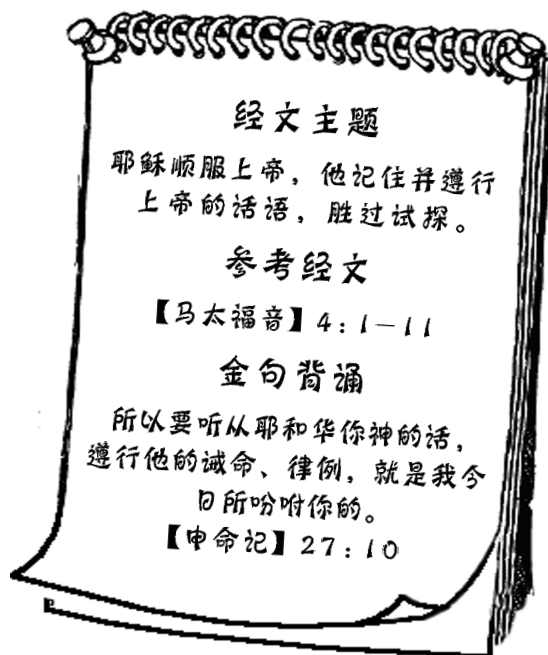 经文主题
耶稣顺服上帝，他记住并遵行
上帝的话语，胜过试探。
参考经文
【马太福音】4：1－11
金句背诵
所以要听从耶和华你神的话，
遵行他的诫命、律例，就是我今
日所吩咐你的。
【申命记】27：10